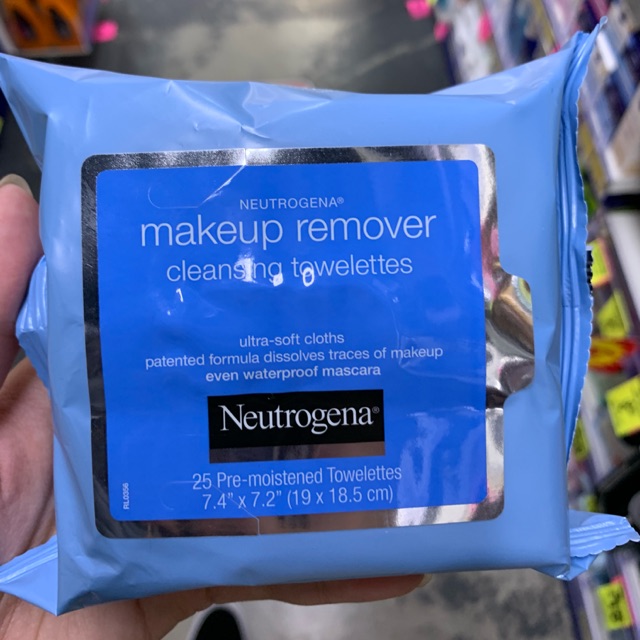 NEUTROGENA®
makeup remover
cleansing towelettes
ultra-soft cloths
patented formula dissolves traces of makeup
even waterproof mascara
Neutrogena®
25 Pre-moistened Towelettes
7.4" x 7.2" (19 x 18.5 cm)
RL0356